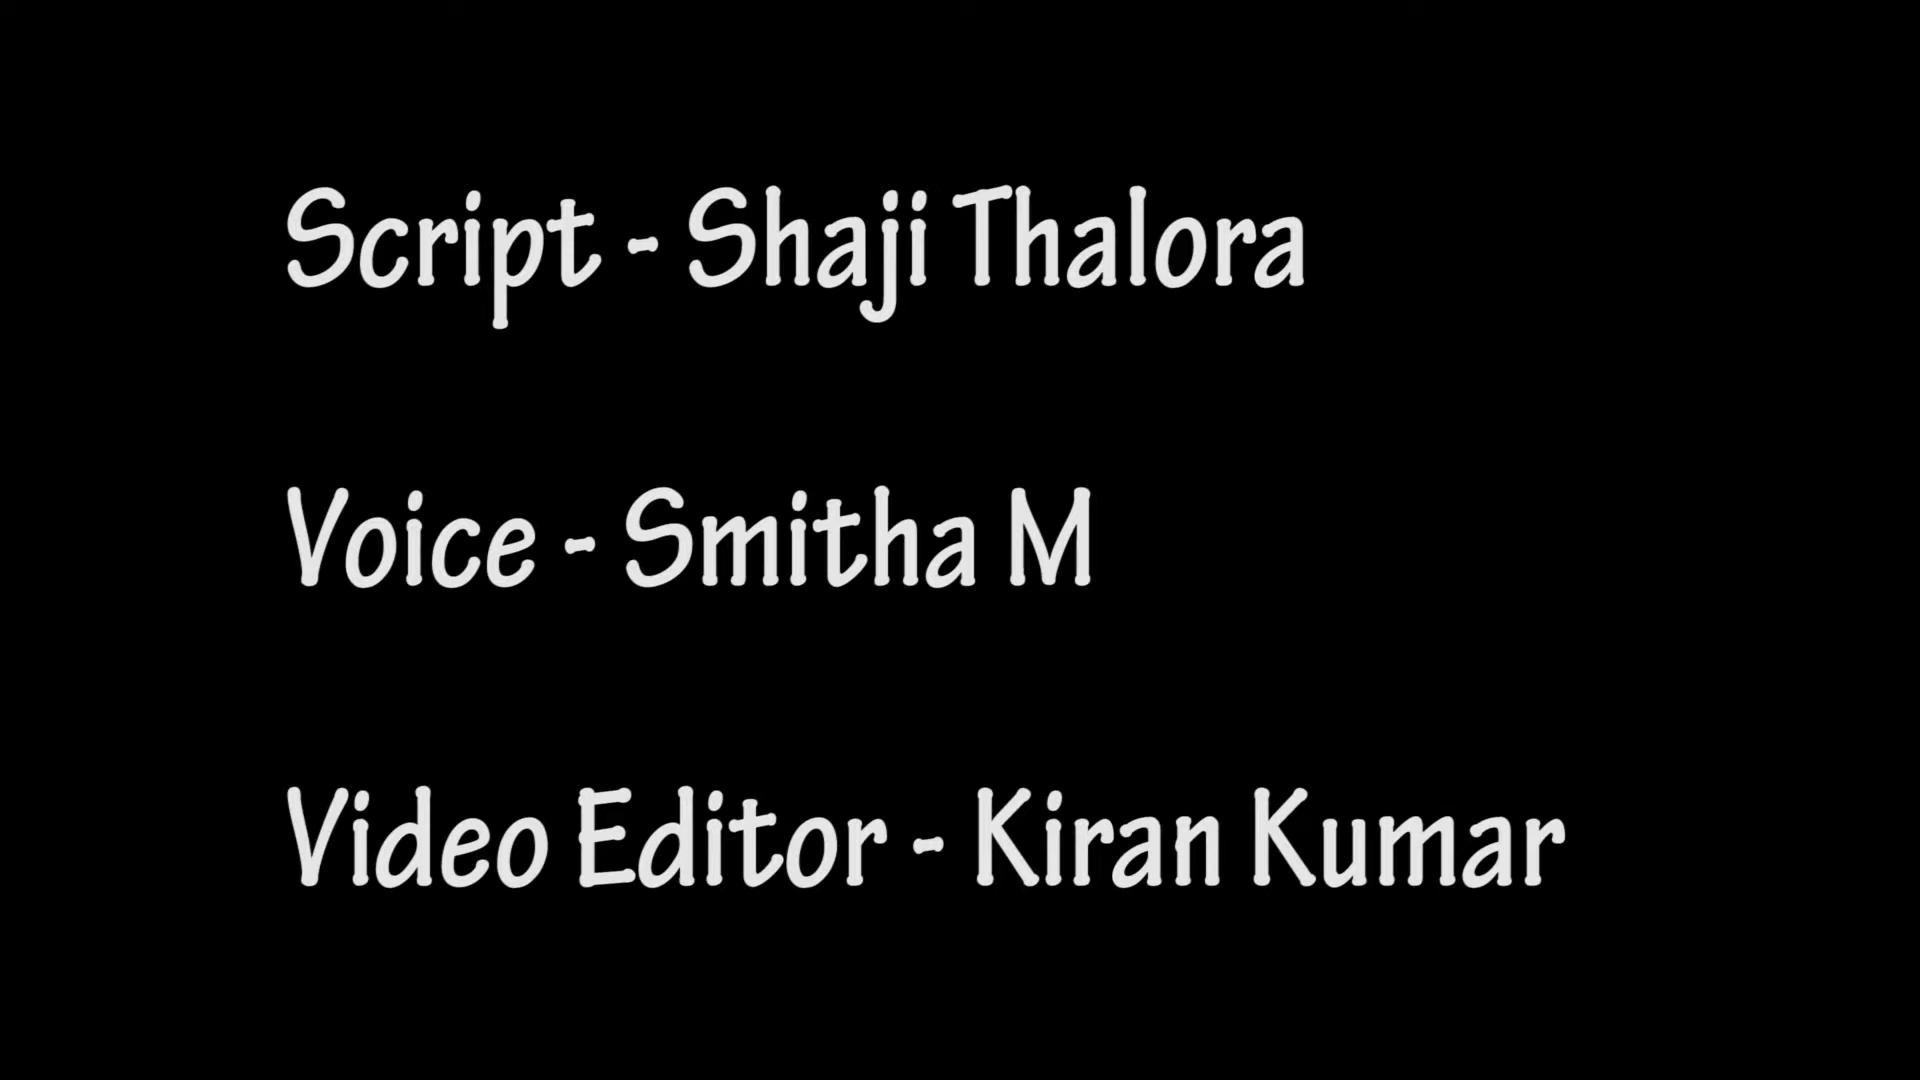 Script - Shaji Thalora
Voice - Smitha M
Video Editor - Kiran Kumar